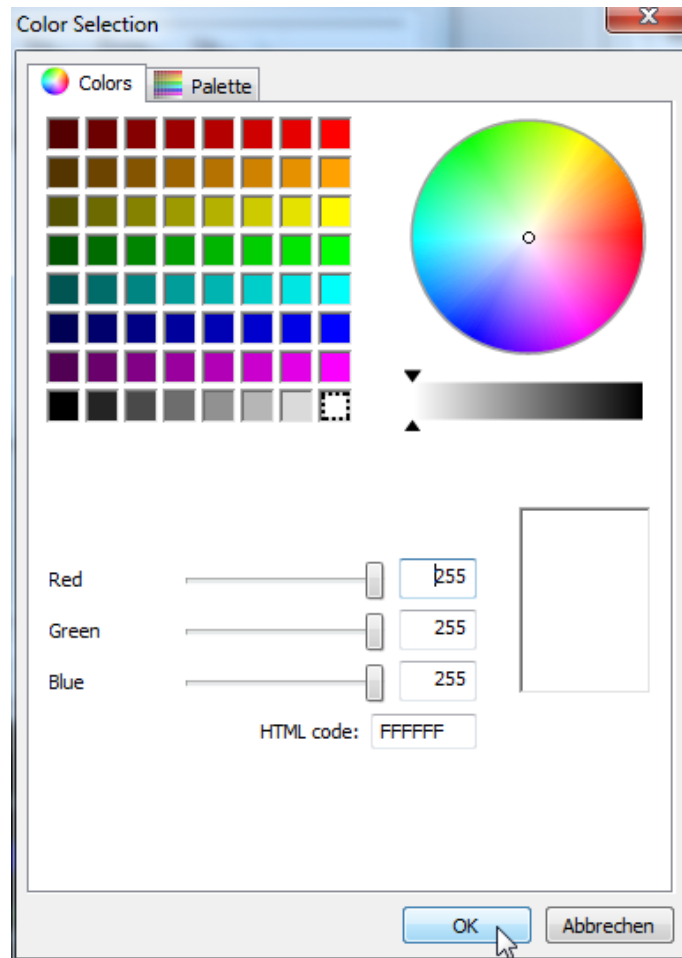 Color Selection
Colors Palette
Red 255
Green 255
Blue 255
HTML code: FFFFFF
OK Abbrechen